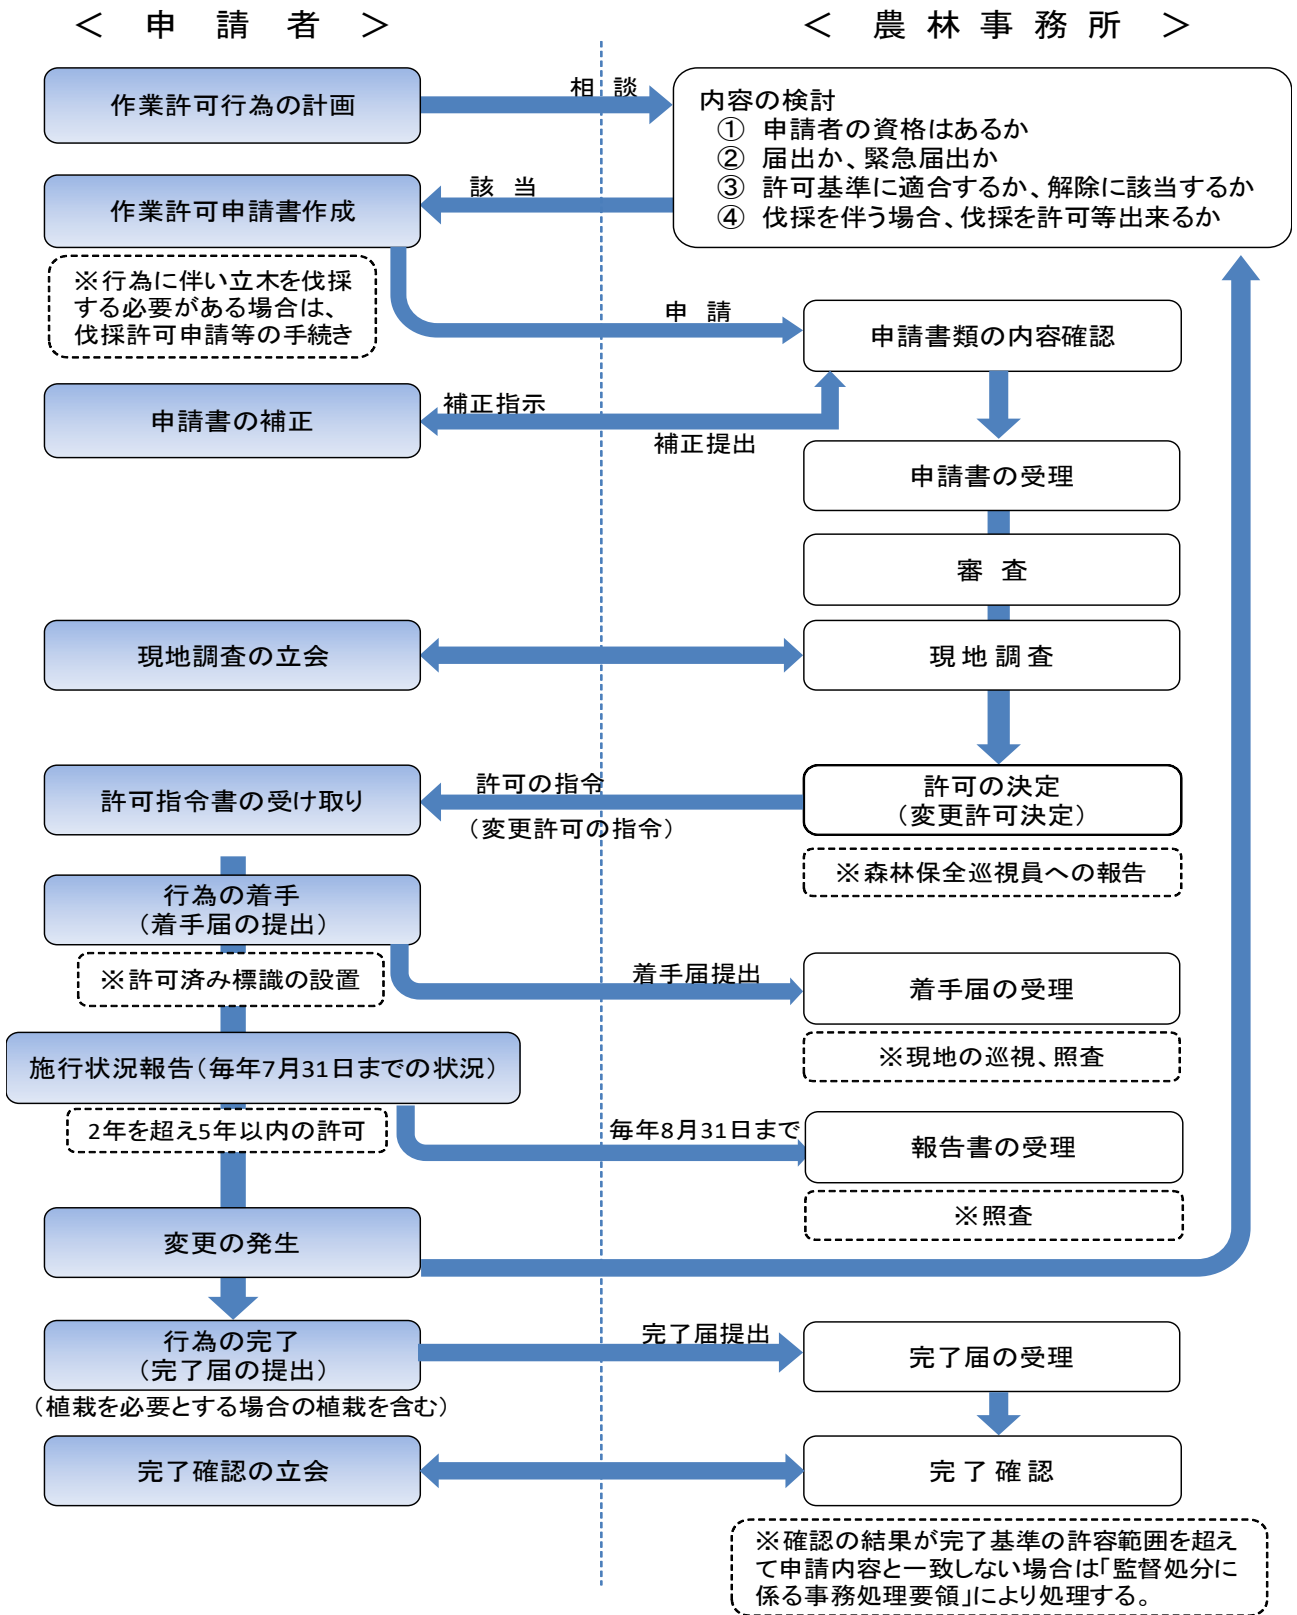 ＜ 申 請 者 ＞
＜ 農 林 事 務 所 ＞
作業許可行為の計画
相 談
内容の検討
① 申請者の資格はあるか
② 届出か、緊急届出か
③ 許可基準に適合するか、解除に該当するか
④ 伐採を伴う場合、伐採を許可等出来るか
該 当
作業許可申請書作成
※行為に伴い立木を伐採
する必要がある場合は、
伐採許可申請等の手続き
申 請
申請書類の内容確認
申請書の補正
補正指示
補正提出
申請書の受理
審 査
現地調査の立会
現 地 調 査
許可指令書の受け取り
許可の指令
（変更許可の指令）
許可の決定
（変更許可決定）
※森林保全巡視員への報告
行為の着手
（着手届の提出）
※許可済み標識の設置
着手届提出
着手届の受理
※現地の巡視、照査
施行状況報告（毎年7月31日までの状況）
2年を超え5年以内の許可
毎年8月31日まで
報告書の受理
※照査
変更の発生
行為の完了
（完了届の提出）
（植栽を必要とする場合の植栽を含む）
完了届提出
完了届の受理
完了確認の立会
完 了 確 認
※確認の結果が完了基準の許容範囲を超え
て申請内容と一致しない場合は「監督処分に
係る事務処理要領」により処理する。